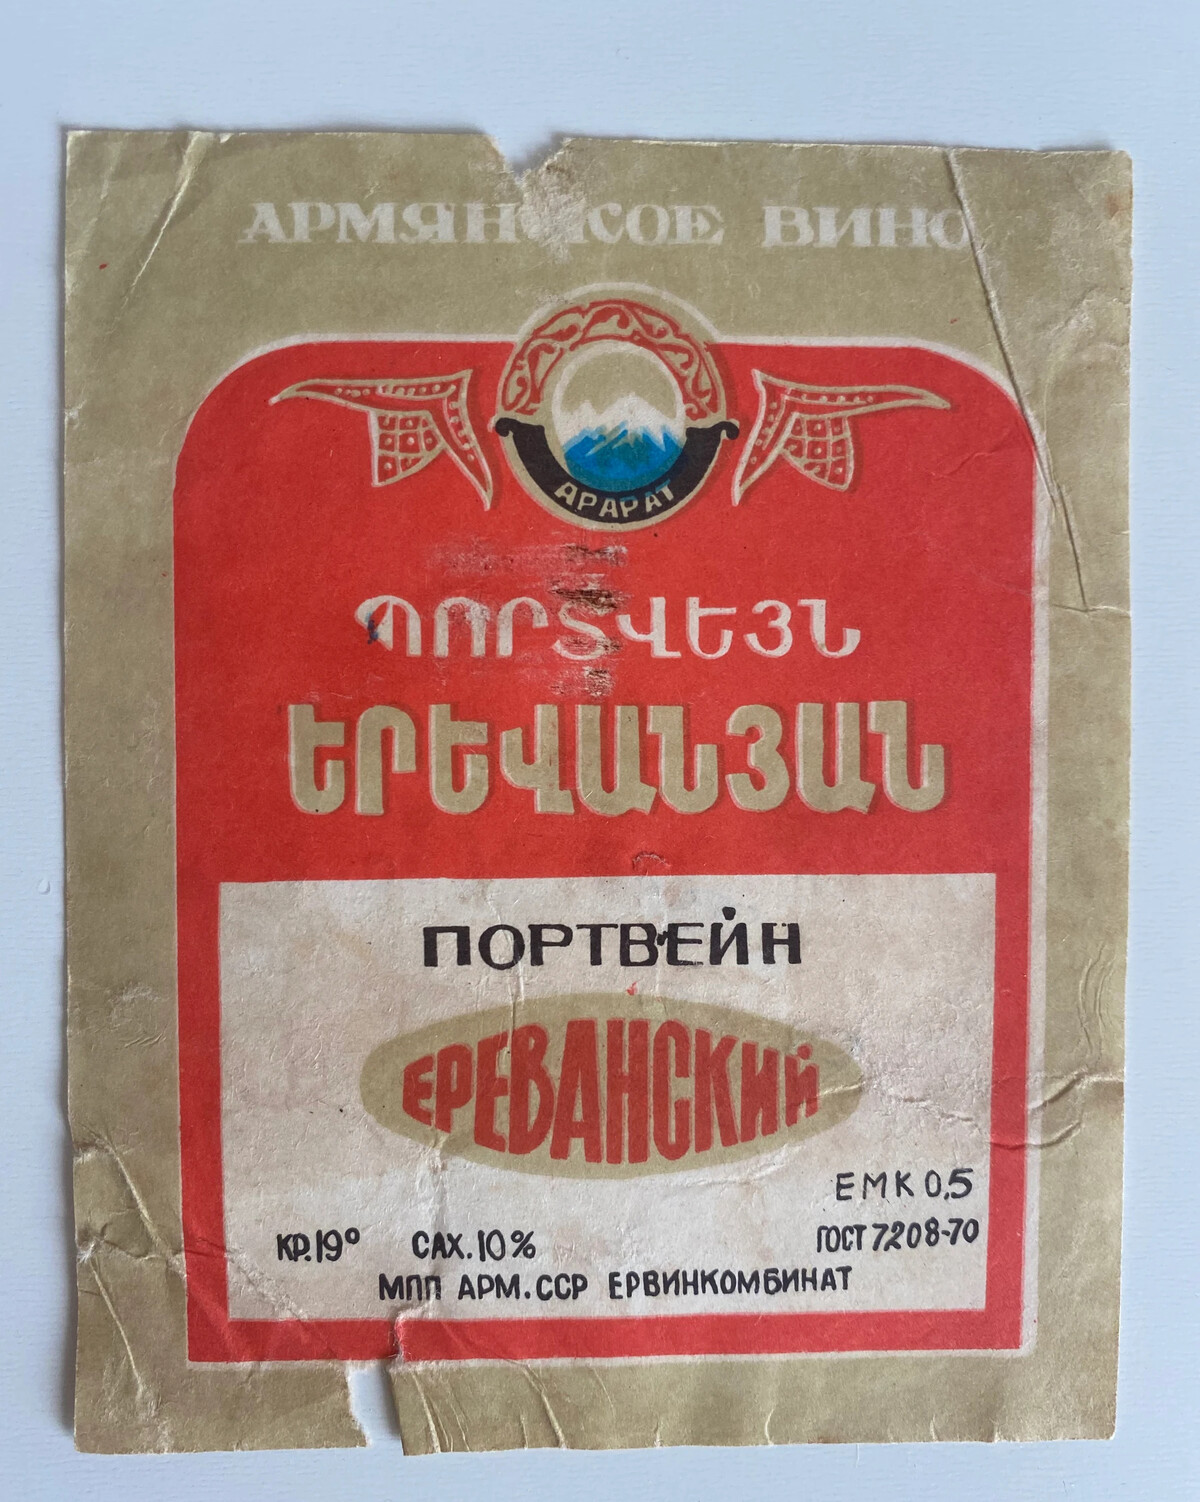 АРМЯНСКОЕ ВИНО
АРАРАТ
ՊՈՐՏՎԵՅՆ
ԵՐԵՎԱՆՅԱՆ
ПОРТВЕЙН
ЕРЕВАНСКИЙ
ЕМК 0,5
КР.19° САХ.10% ГОСТ 7208-70
МПП АРМ.ССР ЕРВИНКОМБИНАТ